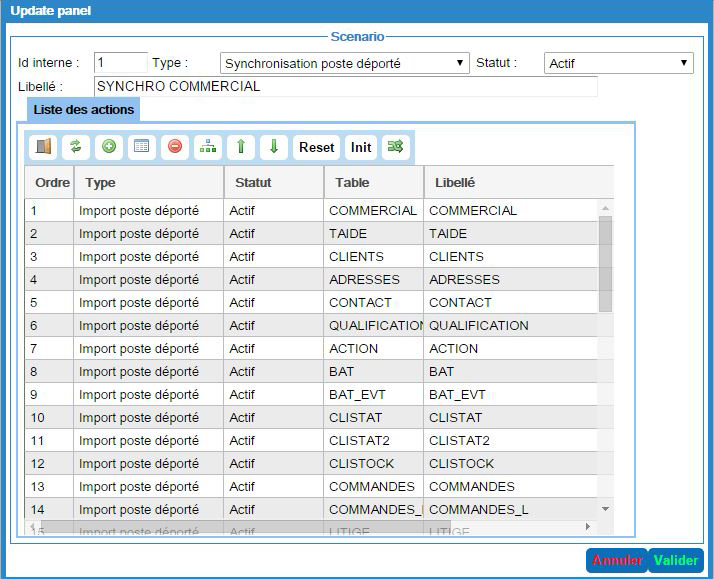 Update panel
Scenario
Id interne : 1 Type : Synchronisation poste déporté Statut : Actif
Libellé : SYNCHRO COMMERCIAL
Liste des actions
Reset Init
Ordre Type Statut Table Libellé
1 Import poste déporté Actif COMMERCIAL COMMERCIAL
2 Import poste déporté Actif TAIDE TAIDE
3 Import poste déporté Actif CLIENTS CLIENTS
4 Import poste déporté Actif ADRESSES ADRESSES
5 Import poste déporté Actif CONTACT CONTACT
6 Import poste déporté Actif QUALIFICATION QUALIFICATION
7 Import poste déporté Actif ACTION ACTION
8 Import poste déporté Actif BAT BAT
9 Import poste déporté Actif BAT_EVT BAT_EVT
10 Import poste déporté Actif CLISTAT CLISTAT
11 Import poste déporté Actif CLISTAT2 CLISTAT2
12 Import poste déporté Actif CLISTOCK CLISTOCK
13 Import poste déporté Actif COMMANDES COMMANDES
14 Import poste déporté Actif COMMANDES_L COMMANDES_L
15 Import poste déporté Actif LITIGE LITIGE
Annuler Valider